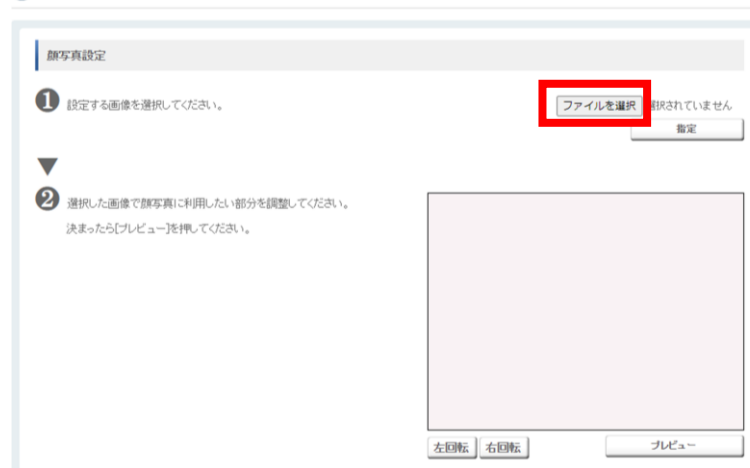 顔写真設定
❶ 設定する画像を選択してください。
ファイルを選択 選択されていません
指定
▼
❷ 選択した画像で顔写真に利用したい部分を調整してください。
決まったら[プレビュー]を押してください。
左回転 右回転 プレビュー